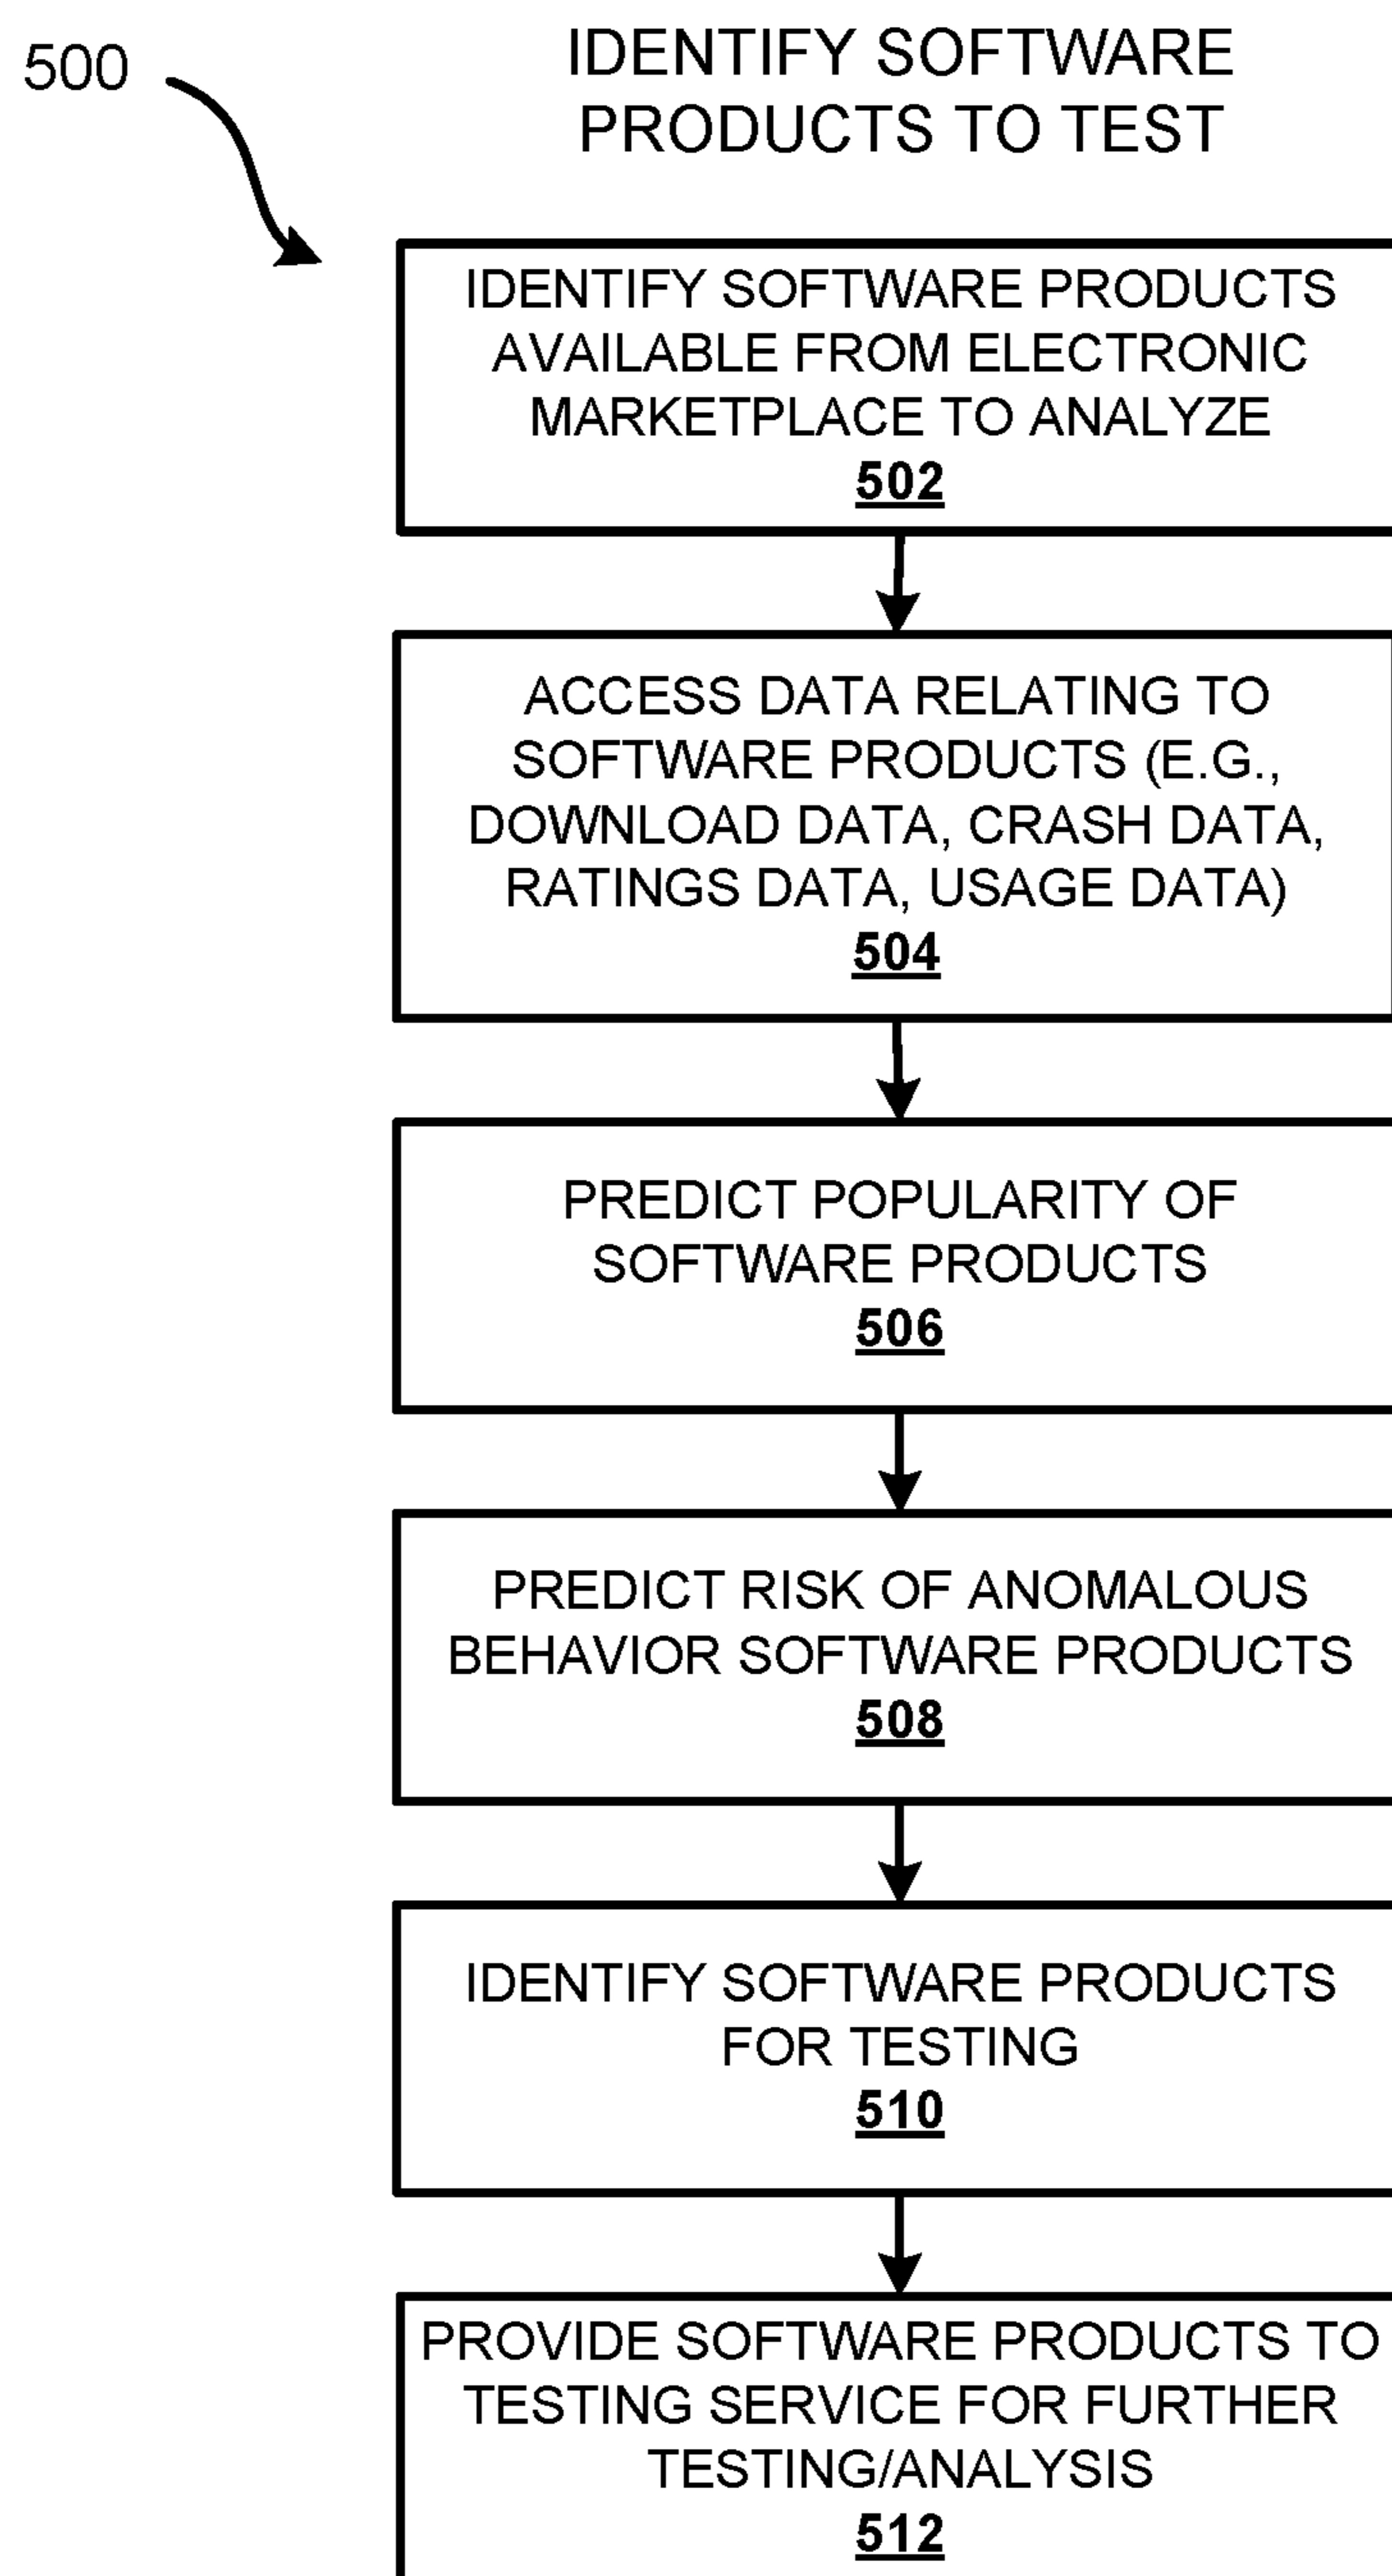 500
IDENTIFY SOFTWARE
PRODUCTS TO TEST
IDENTIFY SOFTWARE PRODUCTS
AVAILABLE FROM ELECTRONIC
MARKETPLACE TO ANALYZE
502
ACCESS DATA RELATING TO
SOFTWARE PRODUCTS (E.G.,
DOWNLOAD DATA, CRASH DATA,
RATINGS DATA, USAGE DATA)
504
PREDICT POPULARITY OF
SOFTWARE PRODUCTS
506
PREDICT RISK OF ANOMALOUS
BEHAVIOR SOFTWARE PRODUCTS
508
IDENTIFY SOFTWARE PRODUCTS
FOR TESTING
510
PROVIDE SOFTWARE PRODUCTS TO
TESTING SERVICE FOR FURTHER
TESTING/ANALYSIS
512